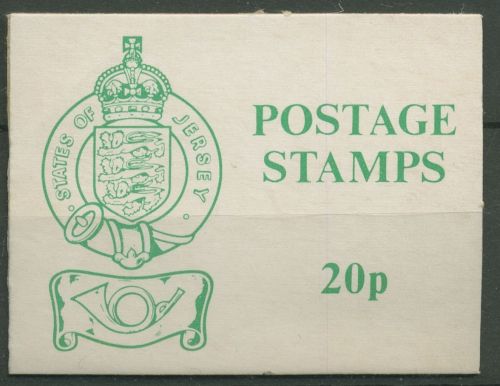 STATES OF JERSEY
POSTAGE
STAMPS
20p